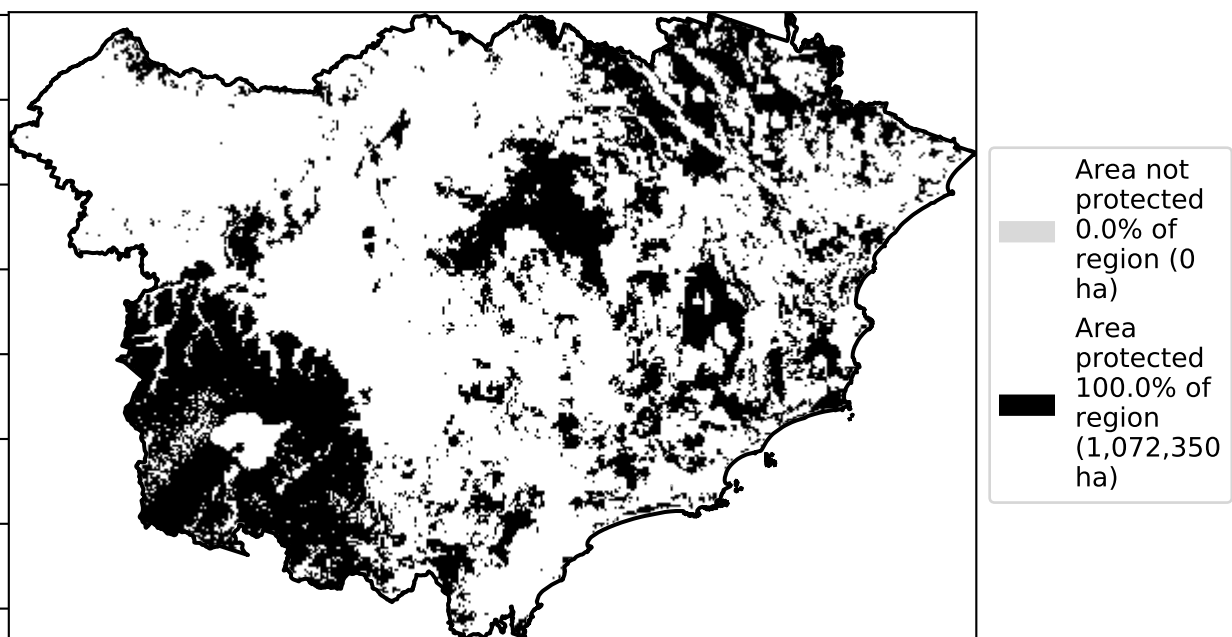 Area not
protected
0.0% of
region (0
ha)
Area
protected
100.0% of
region
(1,072,350
ha)